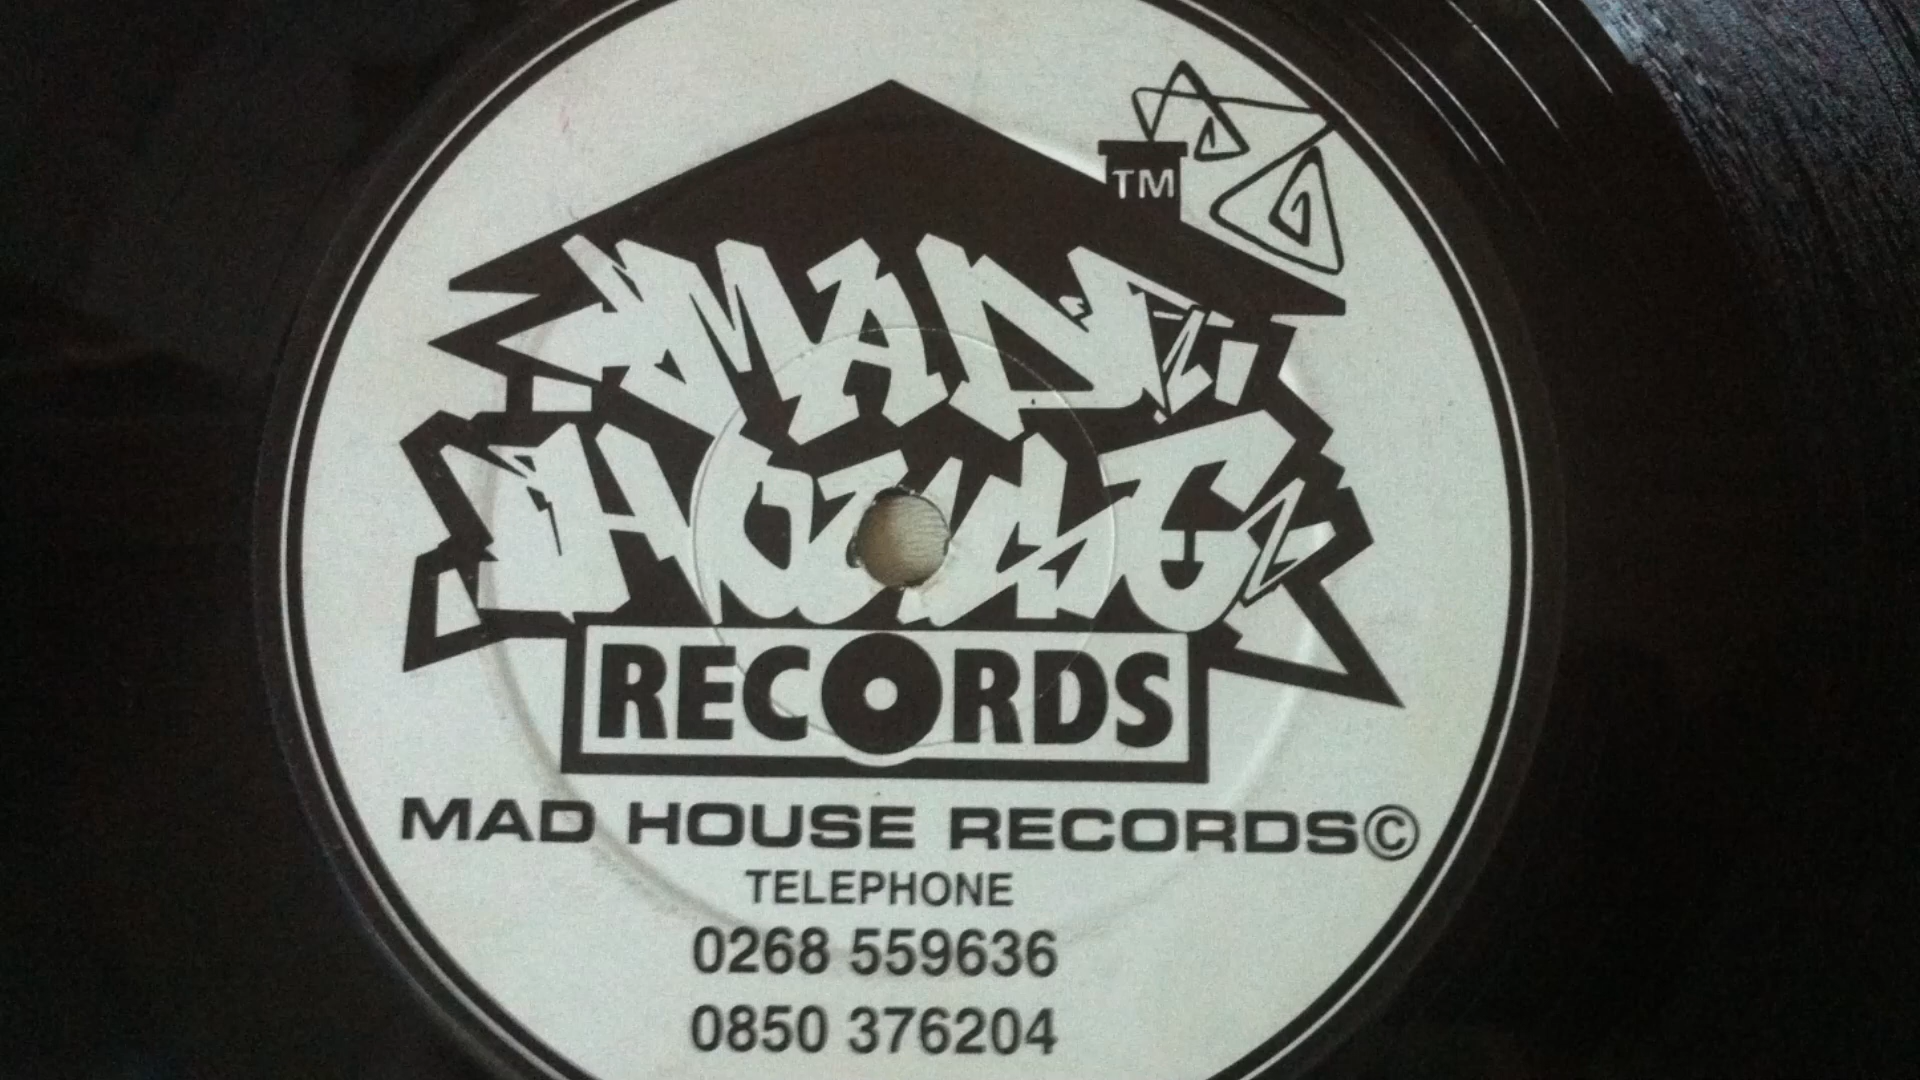 TM
MAD
HOUSE
RECORDS
MAD HOUSE RECORDS©
TELEPHONE
0268 559636
0850 376204